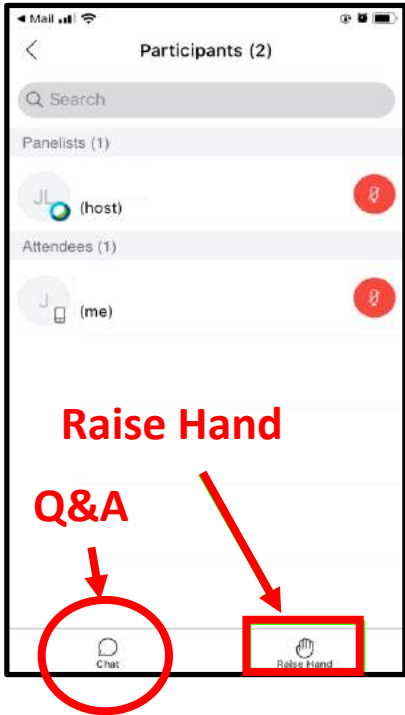 Mail
Participants (2)
Search
Panelists (1)
JL
(host)
Attendees (1)
J
(me)
Raise Hand
Q&A
Chat
Raise Hand